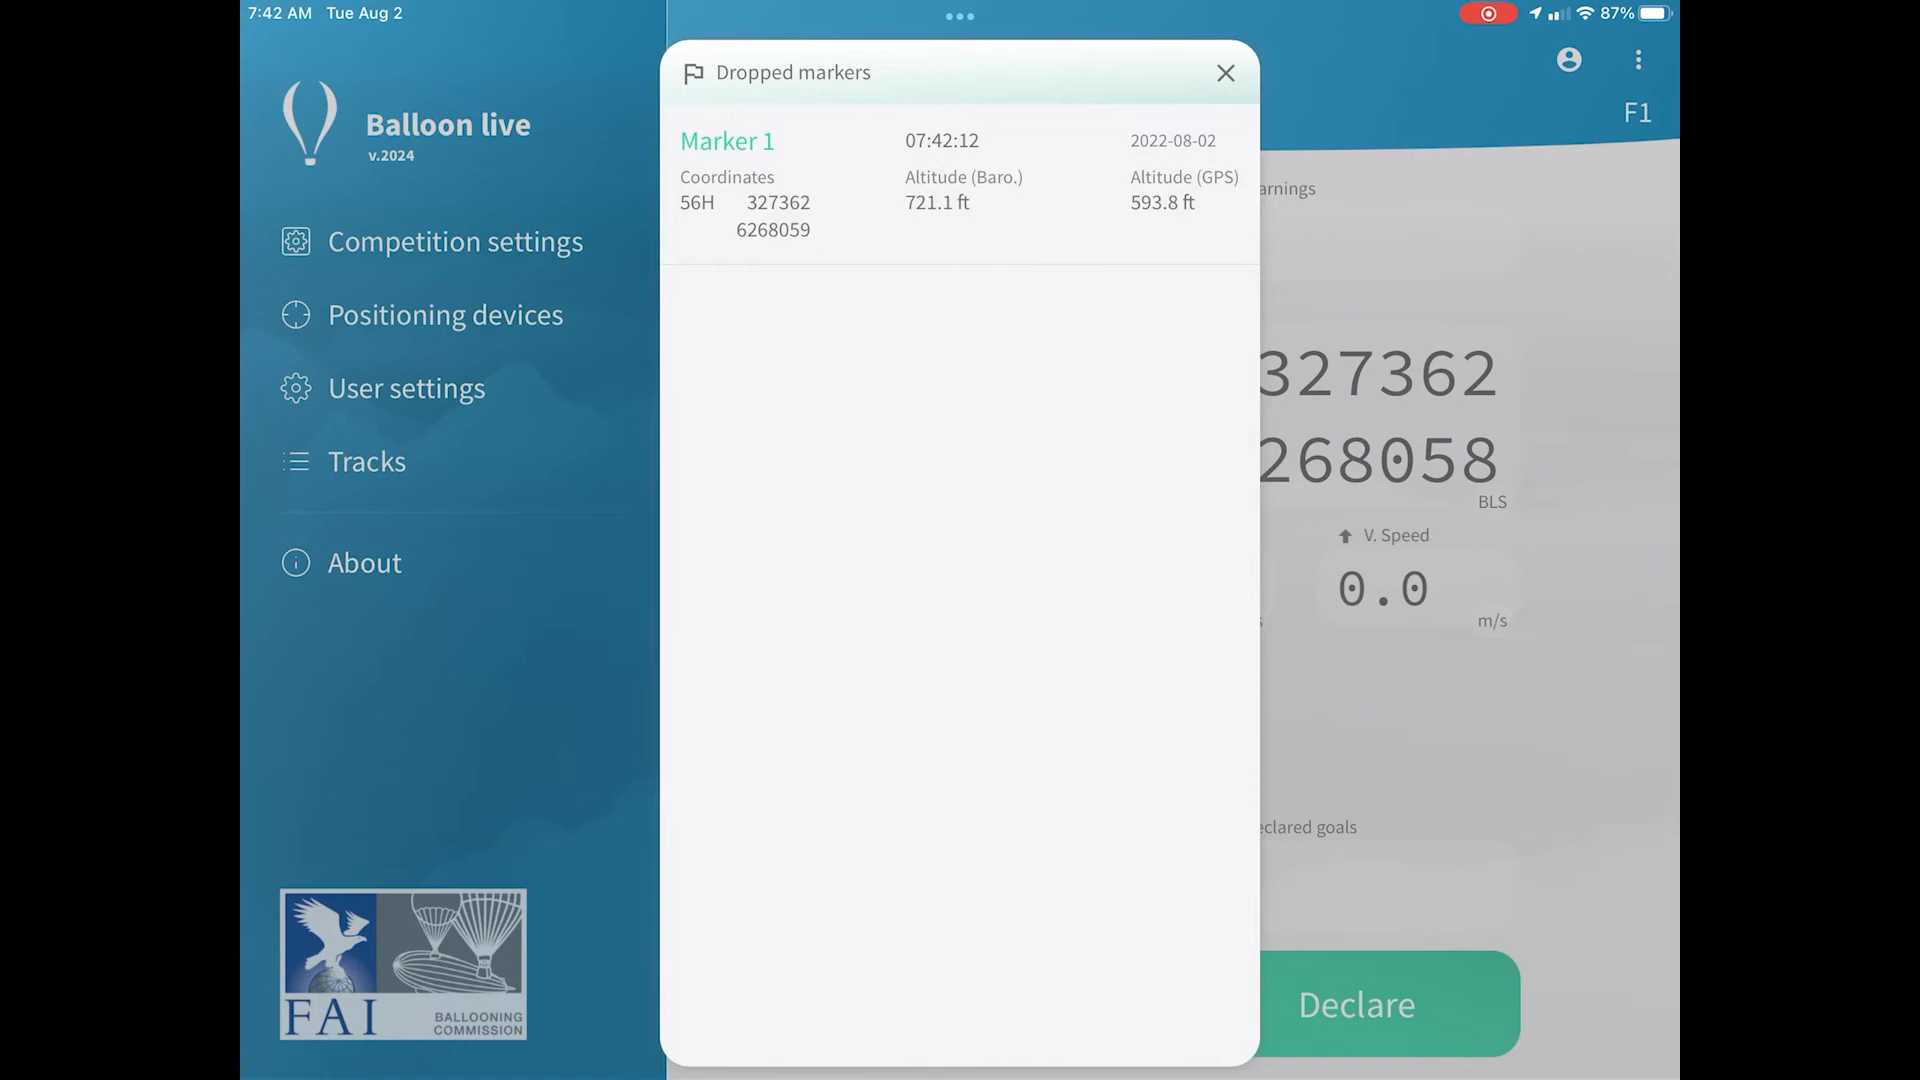 7:42 AM Tue Aug 2
87%
Balloon live
v.2024
Competition settings
Positioning devices
User settings
Tracks
About
FAI
BALLOONING
COMMISSION
Dropped markers
Marker 1 07:42:12 2022-08-02
Coordinates Altitude (Baro.) Altitude (GPS)
56H 327362 721.1 ft 593.8 ft
6268059
F1
arnings
327362
268058
BLS
V. Speed
0.0
s m/s
eclared goals
Declare